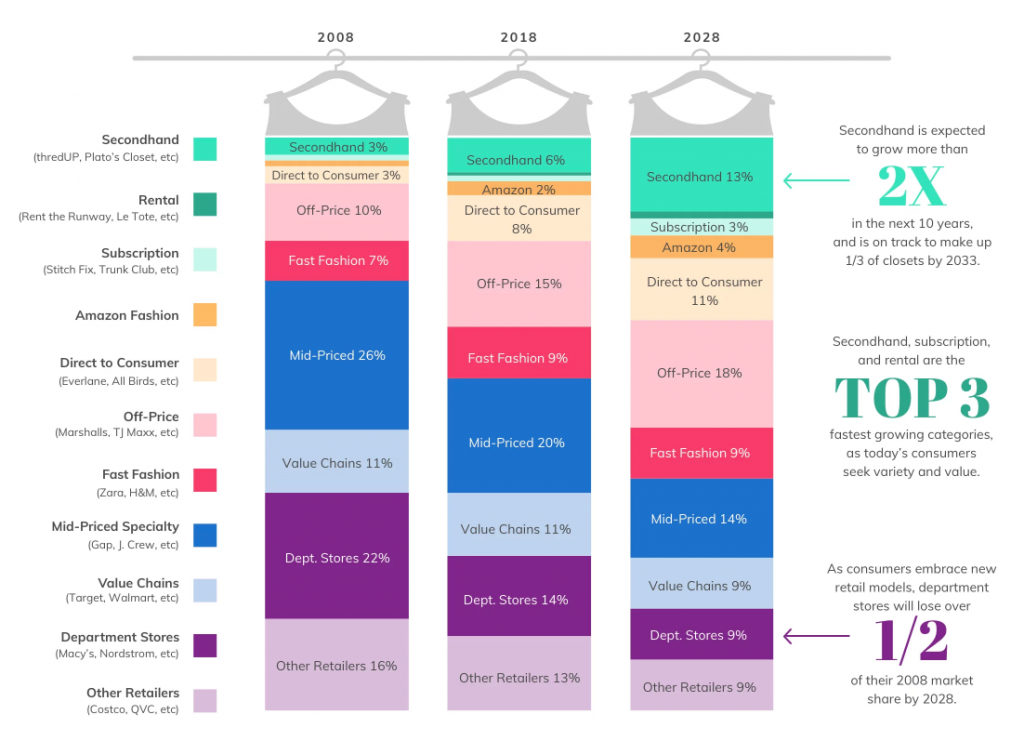 2008
2018
2028
Secondhand
(thredUP, Plato's Closet, etc)
Rental
(Rent the Runway, Le Tote, etc)
Subscription
(Stitch Fix, Trunk Club, etc)
Amazon Fashion
Direct to Consumer
(Everlane, All Birds, etc)
Off-Price
(Marshalls, TJ Maxx, etc)
Fast Fashion
(Zara, H&M, etc)
Mid-Priced Specialty
(Gap, J. Crew, etc)
Value Chains
(Target, Walmart, etc)
Department Stores
(Macy's, Nordstrom, etc)
Other Retailers
(Costco, QVC, etc)
Secondhand 3%
Direct to Consumer 3%
Off-Price 10%
Fast Fashion 7%
Mid-Priced 26%
Value Chains 11%
Dept. Stores 22%
Other Retailers 16%
Secondhand 6%
Amazon 2%
Direct to Consumer
8%
Off-Price 15%
Fast Fashion 9%
Mid-Priced 20%
Value Chains 11%
Dept. Stores 14%
Other Retailers 13%
Secondhand 13%
Subscription 3%
Amazon 4%
Direct to Consumer
11%
Off-Price 18%
Fast Fashion 9%
Mid-Priced 14%
Value Chains 9%
Dept. Stores 9%
Other Retailers 9%
Secondhand is expected
to grow more than
2X
in the next 10 years,
and is on track to make up
1/3 of closets by 2033.
Secondhand, subscription,
and rental are the
TOP 3
fastest growing categories,
as today's consumers
seek variety and value.
As consumers embrace new
retail models, department
stores will lose over
1/2
of their 2008 market
share by 2028.